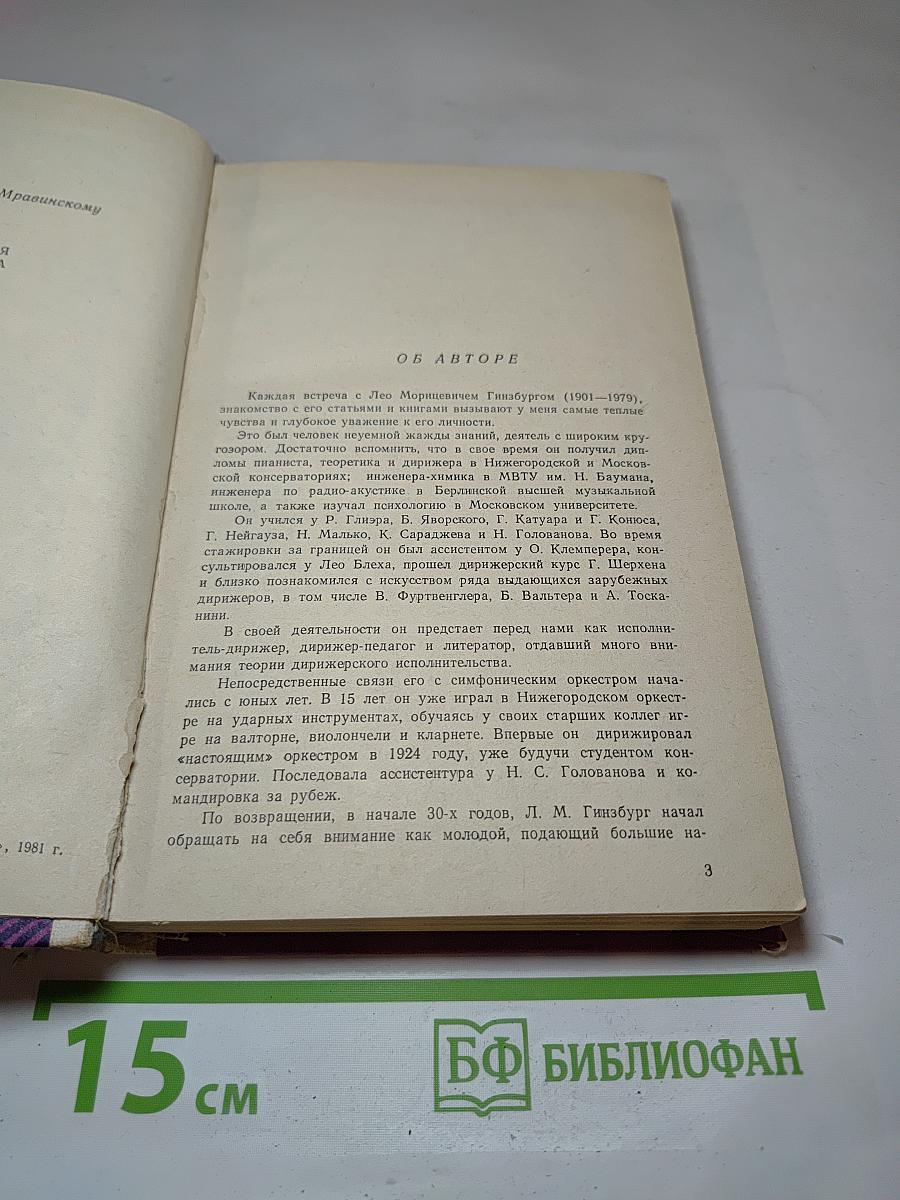 Мравинскому
Я
А
», 1981 г.
ОБ АВТОРЕ
Каждая встреча с Лео Морицевичем Гинзбургом (1901—1979),
знакомство с его статьями и книгами вызывают у меня самые теплые
чувства и глубокое уважение к его личности.
Это был человек неуемной жажды знаний, деятель с широким кру-
гозором. Достаточно вспомнить, что в свое время он получил дип-
ломы пианиста, теоретика и дирижера в Нижегородской и Москов-
ской консерваториях; инженера-химика в МВТУ им. Н. Баумана,
инженера по радио-акустике в Берлинской высшей музыкальной
школе, а также изучал психологию в Московском университете.
Он учился у Р. Глиэра, Б. Яворского, Г. Катуара и Г. Конюса,
Г. Нейгауза, Н. Малько, К. Сараджева и Н. Голованова. Во время
стажировки за границей он был ассистентом у О. Клемперера, кон-
сультировался у Лео Блеха, прошел дирижерский курс Г. Шерхена
и близко познакомился с искусством ряда выдающихся зарубежных
дирижеров, в том числе В. Фуртвенглера, Б. Вальтера и А. Тоска-
нини.
В своей деятельности он предстает перед нами как исполни-
тель-дирижер, дирижер-педагог и литератор, отдавший много вни-
мания теории дирижерского исполнительства.
Непосредственные связи его с симфоническим оркестром нача-
лись с юных лет. В 15 лет он уже играл в Нижегородском оркест-
ре на ударных инструментах, обучаясь у своих старших коллег иг-
ре на валторне, виолончели и кларнете. Впервые он дирижировал
«настоящим» оркестром в 1924 году, уже будучи студентом кон-
серватории. Последовала ассистентура у Н. С. Голованова и ко-
мандировка за рубеж.
По возвращении, в начале 30-х годов, Л. М. Гинзбург начал
обращать на себя внимание как молодой, подающий большие на-
3
15 см
БФ БИБЛИОФАН